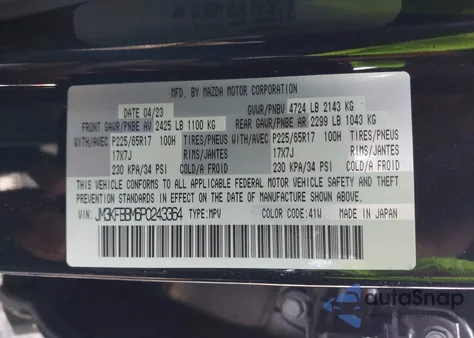 MFD. BY MAZDA MOTOR CORPORATION
DATE 04/23 GVWR/PNBV 4724 LB 2143 KG
FRONT GAWR/PNBE AV 2425 LB 1100 KG REAR GAWR/PNBE AR 2299 LB 1043 KG
WITH/AVEC P225/65R17 100H TIRES/PNEUS WITH/AVEC P225/65R17 100H TIRES/PNEUS
17X7J RIMS/JANTES 17X7J RIMS/JANTES
230 KPA/34 PSI COLD/A FROID 230 KPA/34 PSI COLD/A FROID
THIS VEHICLE CONFORMS TO ALL APPLICABLE FEDERAL MOTOR VEHICLE SAFETY AND THEFT
PREVENTION STANDARDS IN EFFECT ON THE DATE OF MANUFACTURE SHOWN ABOVE.
VIN: JM3KFBBM6P0243364 TYPE: MPV COLOR CODE: 41W MADE IN JAPAN
autoSnap